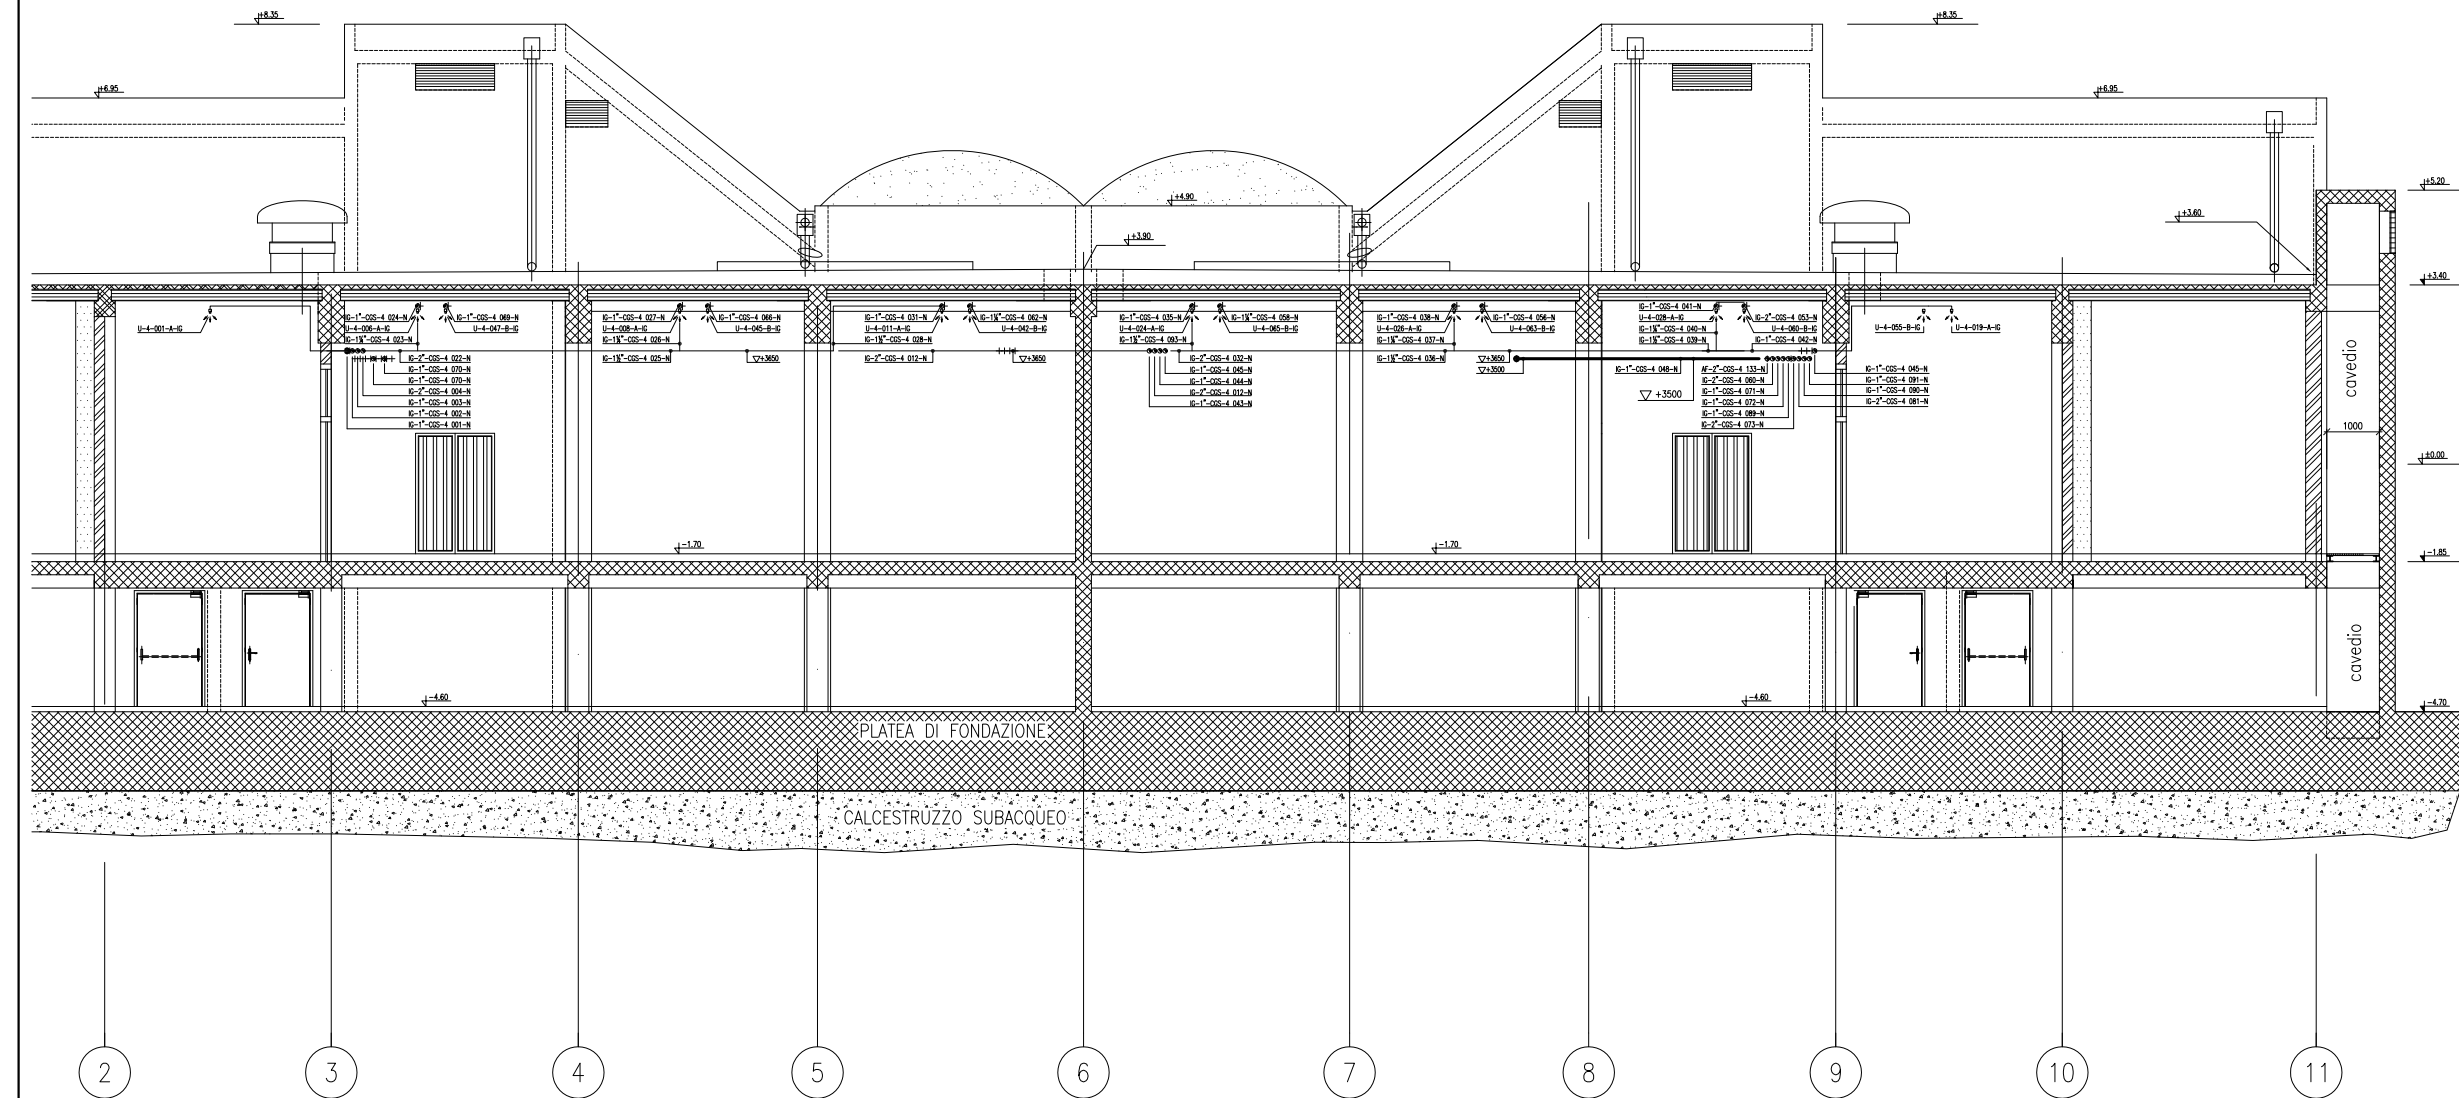 +8.35
+8.35
+6.95
+6.95
+5.20
+4.90
+3.60
+3.90
+3.40
U-4-001-A-IG
IG-1"-CGS-4 024-N
IG-1"-CGS-4 069-N
U-4-006-A-IG
U-4-047-B-IG
IG-1½"-CGS-4 023-N
IG-2"-CGS-4 022-N
IG-1"-CGS-4 070-N
IG-1"-CGS-4 070-N
IG-2"-CGS-4 004-N
IG-1"-CGS-4 003-N
IG-1"-CGS-4 002-N
IG-1"-CGS-4 001-N
IG-1"-CGS-4 027-N
IG-1"-CGS-4 066-N
U-4-008-A-IG
U-4-045-B-IG
IG-1½"-CGS-4 026-N
IG-1½"-CGS-4 025-N
+3650
IG-1"-CGS-4 031-N
IG-1½"-CGS-4 062-N
U-4-011-A-IG
U-4-042-B-IG
IG-1½"-CGS-4 028-N
IG-2"-CGS-4 012-N
+3650
IG-1"-CGS-4 035-N
IG-1½"-CGS-4 058-N
U-4-024-A-IG
U-4-065-B-IG
IG-1½"-CGS-4 093-N
IG-2"-CGS-4 032-N
IG-1"-CGS-4 045-N
IG-1"-CGS-4 044-N
IG-2"-CGS-4 012-N
IG-1"-CGS-4 043-N
IG-1"-CGS-4 038-N
IG-1"-CGS-4 056-N
U-4-026-A-IG
U-4-063-B-IG
IG-1½"-CGS-4 037-N
IG-1½"-CGS-4 036-N
+3650
+3500
IG-1"-CGS-4 041-N
U-4-028-A-IG
IG-2"-CGS-4 053-N
IG-1½"-CGS-4 040-N
U-4-060-B-IG
IG-1½"-CGS-4 039-N
IG-1"-CGS-4 042-N
IG-1"-CGS-4 048-N
+3500
AF-2"-CGS-4 133-N
IG-2"-CGS-4 060-N
IG-1"-CGS-4 071-N
IG-1"-CGS-4 072-N
IG-1"-CGS-4 089-N
IG-2"-CGS-4 073-N
IG-1"-CGS-4 045-N
IG-1"-CGS-4 091-N
IG-1"-CGS-4 090-N
IG-2"-CGS-4 081-N
U-4-055-B-IG
U-4-019-A-IG
cavedio
1000
±0.00
-1.70
-1.70
-1.85
cavedio
-4.60
-4.60
-4.70
PLATEA DI FONDAZIONE
CALCESTRUZZO SUBACQUEO
2
3
4
5
6
7
8
9
10
11